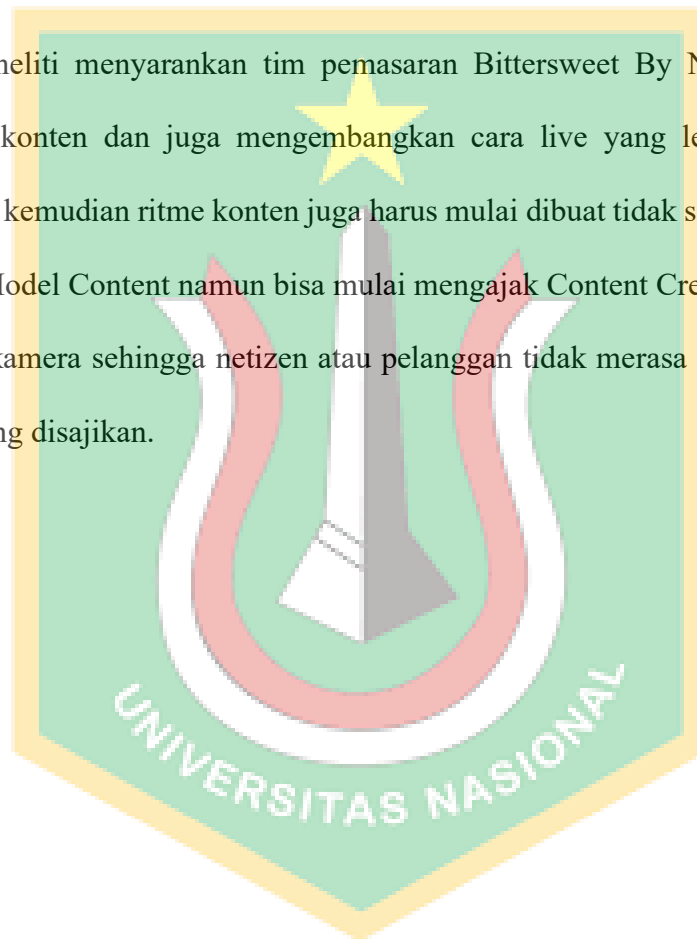 neliti menyarankan tim pemasaran Bittersweet By N
konten dan juga mengembangkan cara live yang le
kemudian ritme konten juga harus mulai dibuat tidak s
Model Content namun bisa mulai mengajak Content Cre
kamera sehingga netizen atau pelanggan tidak merasa
ng disajikan.
UNIVERSITAS NASIONAL